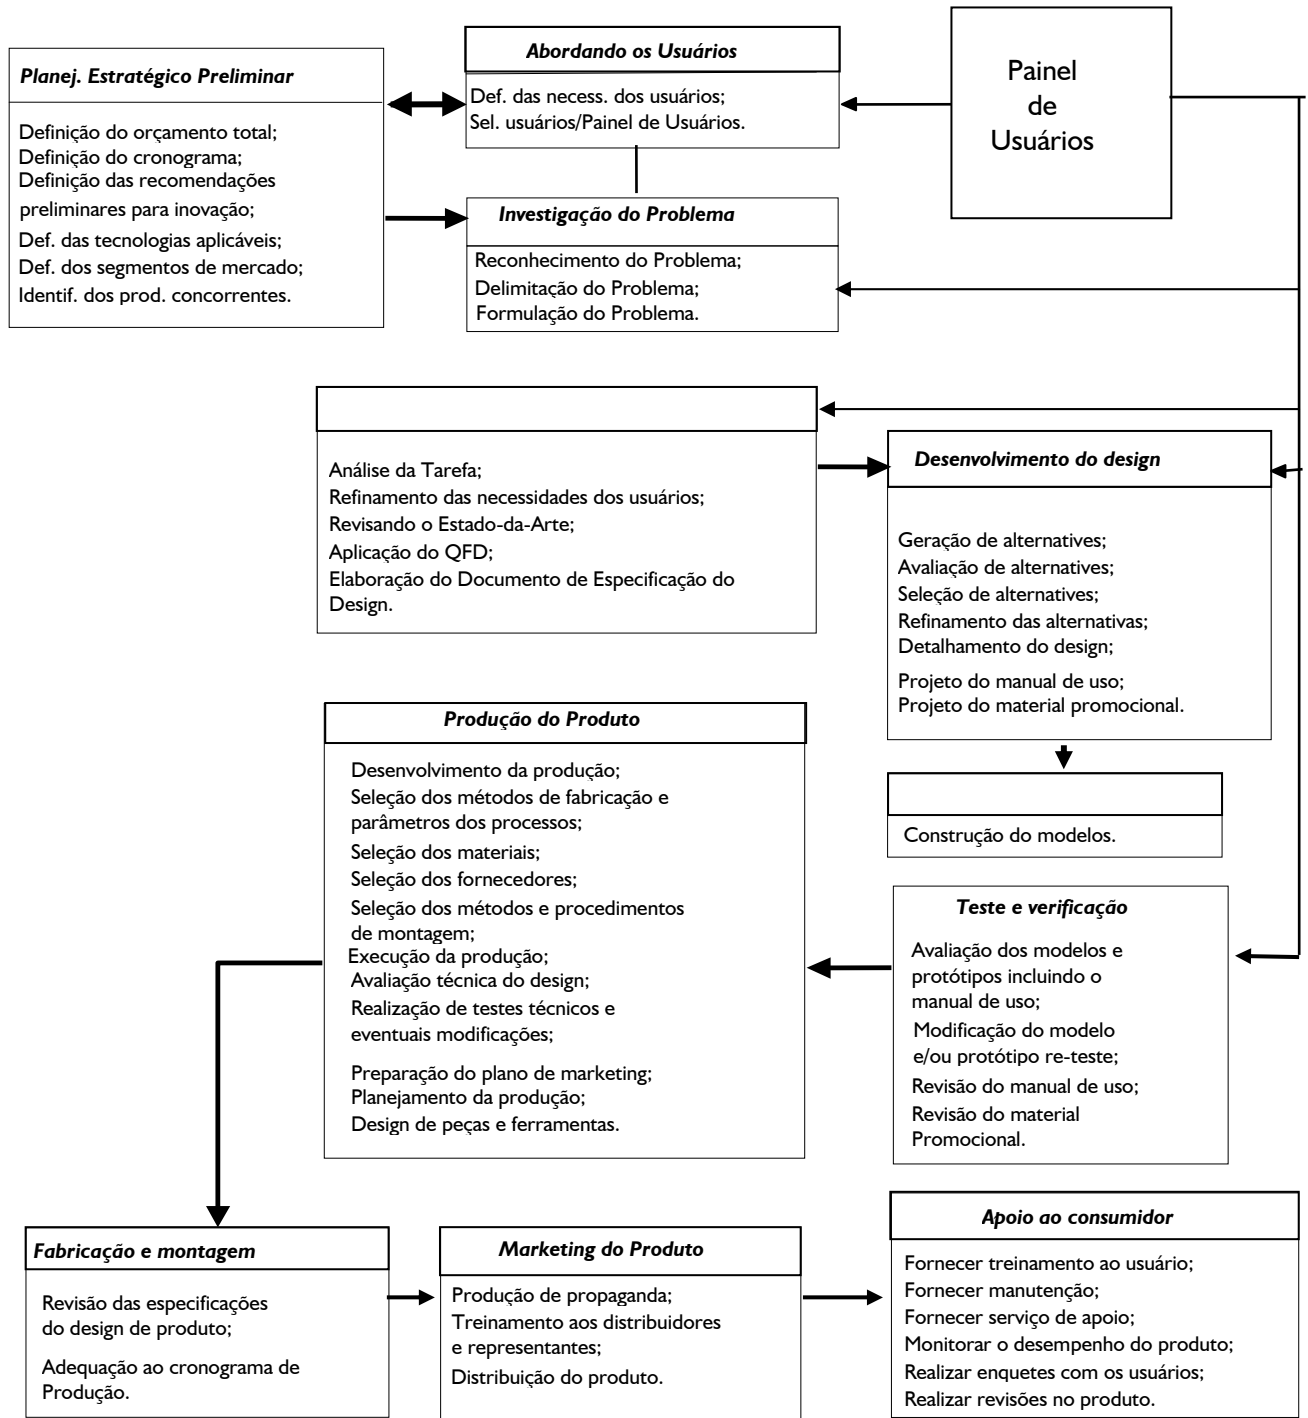 Planej. Estratégico Preliminar
Definição do orçamento total;
Definição do cronograma;
Definição das recomendações
preliminares para inovação;
Def. das tecnologias aplicáveis;
Def. dos segmentos de mercado;
Identif. dos prod. concorrentes.
Abordando os Usuários
Def. das necess. dos usuários;
Sel. usuários/Painel de Usuários.
Painel
de
Usuários
Investigação do Problema
Reconhecimento do Problema;
Delimitação do Problema;
Formulação do Problema.
Análise da Tarefa;
Refinamento das necessidades dos usuários;
Revisando o Estado-da-Arte;
Aplicação do QFD;
Elaboração do Documento de Especificação do
Design.
Desenvolvimento do design
Geração de alternatives;
Avaliação de alternatives;
Seleção de alternatives;
Refinamento das alternativas;
Detalhamento do design;
Projeto do manual de uso;
Projeto do material promocional.
Construção do modelos.
Teste e verificação
Avaliação dos modelos e
protótipos incluindo o
manual de uso;
Modificação do modelo
e/ou protótipo re-teste;
Revisão do manual de uso;
Revisão do material
Promocional.
Produção do Produto
Desenvolvimento da produção;
Seleção dos métodos de fabricação e
parâmetros dos processos;
Seleção dos materiais;
Seleção dos fornecedores;
Seleção dos métodos e procedimentos
de montagem;
Execução da produção;
Avaliação técnica do design;
Realização de testes técnicos e
eventuais modificações;
Preparação do plano de marketing;
Planejamento da produção;
Design de peças e ferramentas.
Fabricação e montagem
Revisão das especificações
do design de produto;
Adequação ao cronograma de
Produção.
Marketing do Produto
Produção de propaganda;
Treinamento aos distribuidores
e representantes;
Distribuição do produto.
Apoio ao consumidor
Fornecer treinamento ao usuário;
Fornecer manutenção;
Fornecer serviço de apoio;
Monitorar o desempenho do produto;
Realizar enquetes com os usuários;
Realizar revisões no produto.